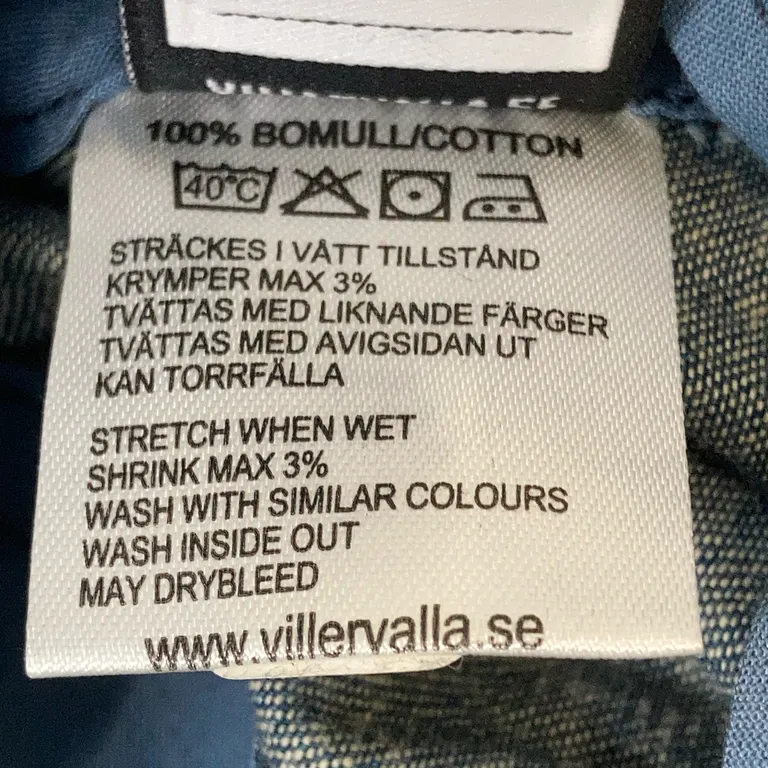 100% BOMULL/COTTON
40°C
STRÄCKES I VÅTT TILLSTÅND
KRYMPER MAX 3%
TVÄTTAS MED LIKNANDE FÄRGER
TVÄTTAS MED AVIGSIDAN UT
KAN TORRFÄLLA
STRETCH WHEN WET
SHRINK MAX 3%
WASH WITH SIMILAR COLOURS
WASH INSIDE OUT
MAY DRYBLEED
www.villervalla.se